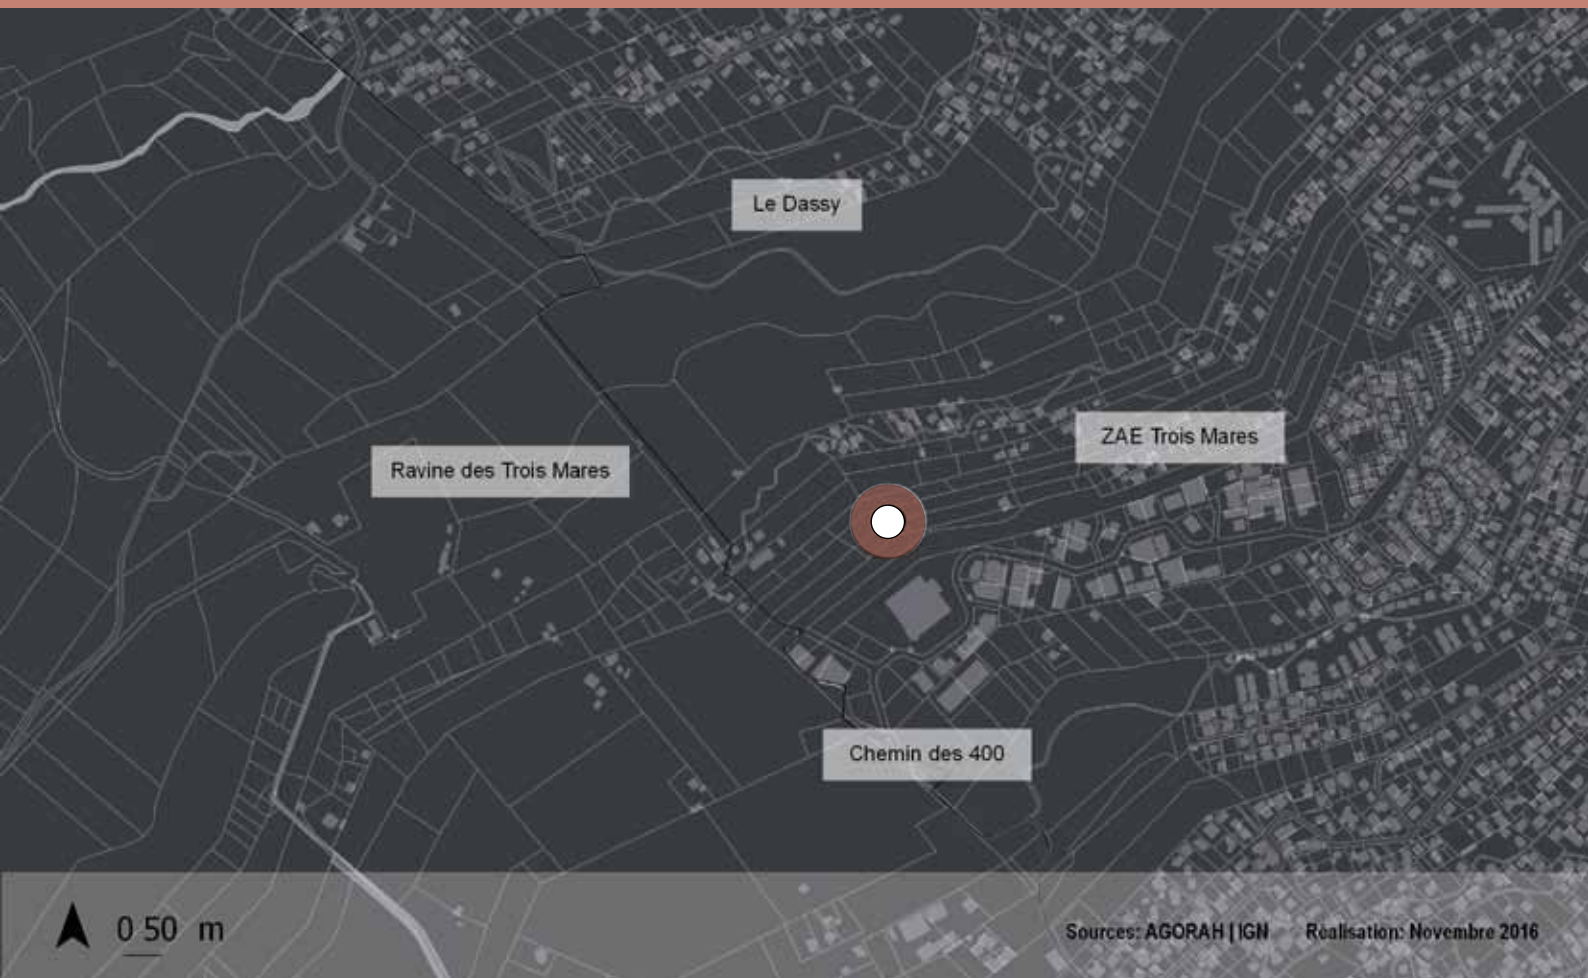 Le Dassy
ZAE Trois Mares
Ravine des Trois Mares
Chemin des 400
0 50 m
Sources: AGORAH | IGN Réalisation: Novembre 2016